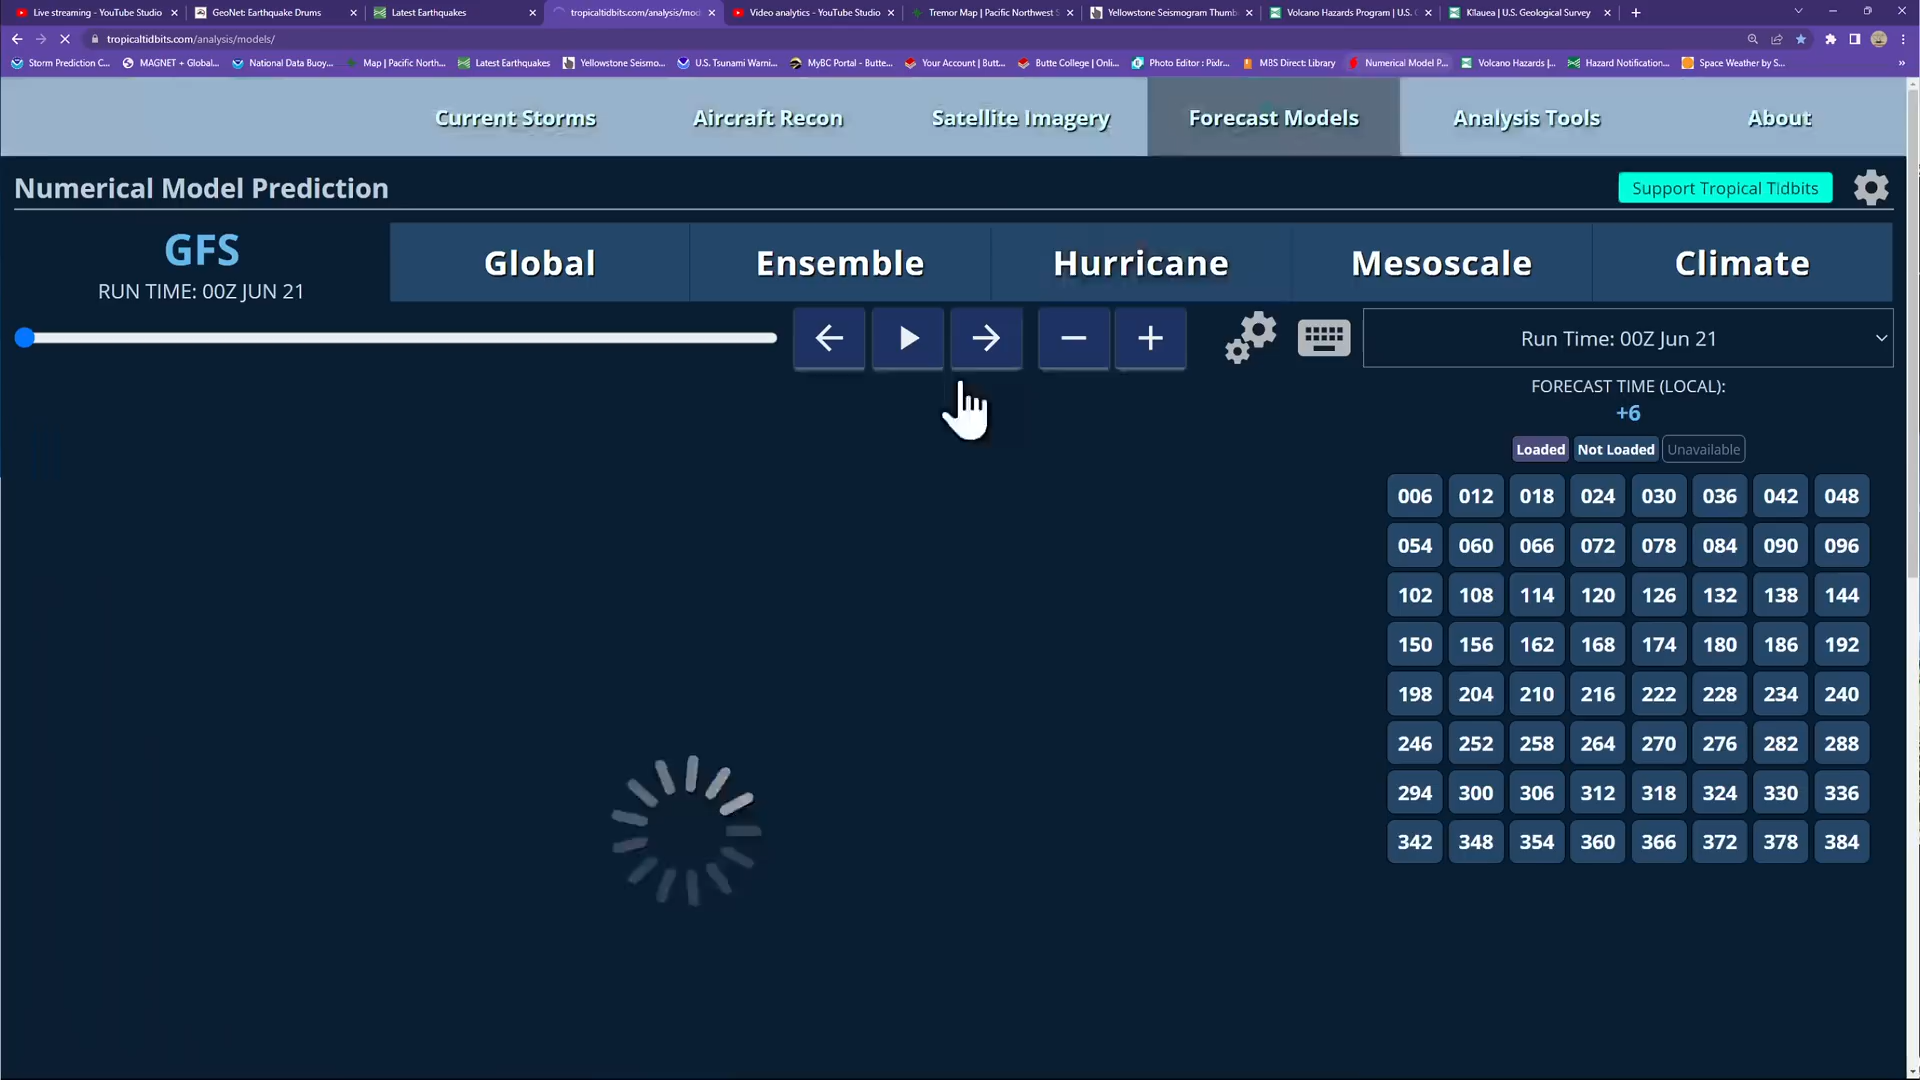 Live streaming - YouTube Studio
GeoNet: Earthquake Drums
Latest Earthquakes
tropicaltidbits.com/analysis/mod
Video analytics - YouTube Studio
Tremor Map | Pacific Northwest S
Yellowstone Seismogram Thumb
Volcano Hazards Program | U.S. G
Kīlauea | U.S. Geological Survey
tropicaltidbits.com/analysis/models/
Storm Prediction C...
MAGNET + Global...
National Data Buoy...
Map | Pacific North...
Latest Earthquakes
Yellowstone Seismo...
U.S. Tsunami Warni...
MyBC Portal - Butte...
Your Account | Butt...
Butte College | Onli...
Photo Editor : Pixlr...
MBS Direct: Library
Numerical Model P...
Volcano Hazards |...
Hazard Notification...
Space Weather by S...
Current Storms
Aircraft Recon
Satellite Imagery
Forecast Models
Analysis Tools
About
Numerical Model Prediction
Support Tropical Tidbits
GFS
RUN TIME: 00Z JUN 21
Global
Ensemble
Hurricane
Mesoscale
Climate
Run Time: 00Z Jun 21
FORECAST TIME (LOCAL):
+6
Loaded Not Loaded Unavailable
006 012 018 024 030 036 042 048
054 060 066 072 078 084 090 096
102 108 114 120 126 132 138 144
150 156 162 168 174 180 186 192
198 204 210 216 222 228 234 240
246 252 258 264 270 276 282 288
294 300 306 312 318 324 330 336
342 348 354 360 366 372 378 384